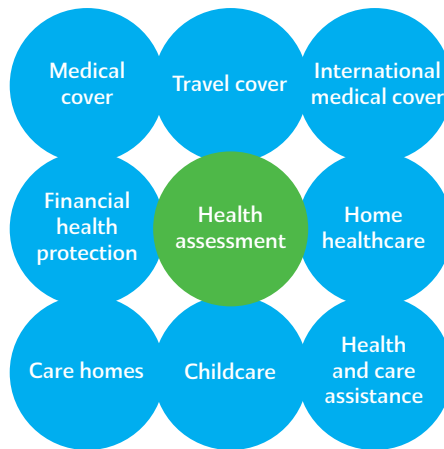 Medical
cover
Travel cover
International
medical cover
Financial
health
protection
Health
assessment
Home
healthcare
Care homes
Childcare
Health
and care
assistance